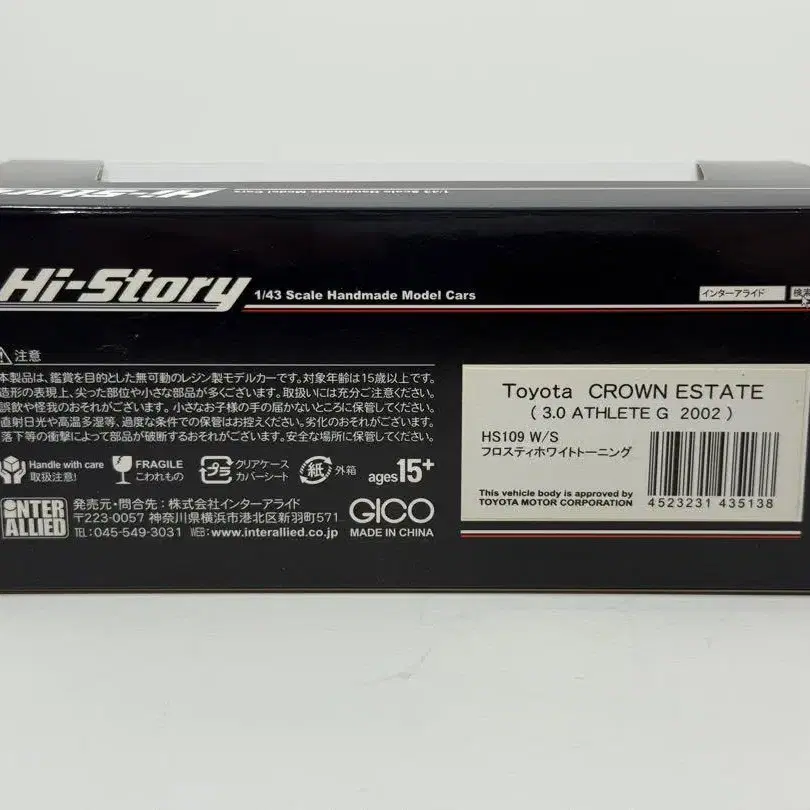 Hi-Story 1/43 Scale Handmade Model Cars
Hi-Story
1/43 Scale Handmade Model Cars
インターアライド 検索
注意
本製品は、鑑賞を目的とした無可動のレジン製モデルカーです。対象年齢は15歳以上です。
造形の表現上、尖った部位や小さな部品が多くございます。取扱いには充分ご注意ください。
誤飲や怪我のおそれがございます。小さなお子様の手の届かないところに保管してください。
直射日光や高温多湿等、過度な条件での保管はお控えください。劣化のおそれがございます。
落下等の衝撃によって部品が破断するおそれがございます。安全な場所に保管してください。
Handle with care
取扱注意!
FRAGILE
こわれもの
プラ
クリアケース
カバーシート
紙
外箱
ages15+
INTER
ALLIED
発売元・問合先:株式会社インターアライド
〒223-0057 神奈川県横浜市港北区新羽町571
TEL:045-549-3031 WEB:www.interallied.co.jp
GICO
MADE IN CHINA
Toyota CROWN ESTATE
( 3.0 ATHLETE G 2002 )
HS109 W/S
フロスティホワイトトーニング
This vehicle body is approved by
TOYOTA MOTOR CORPORATION
4523231 435138